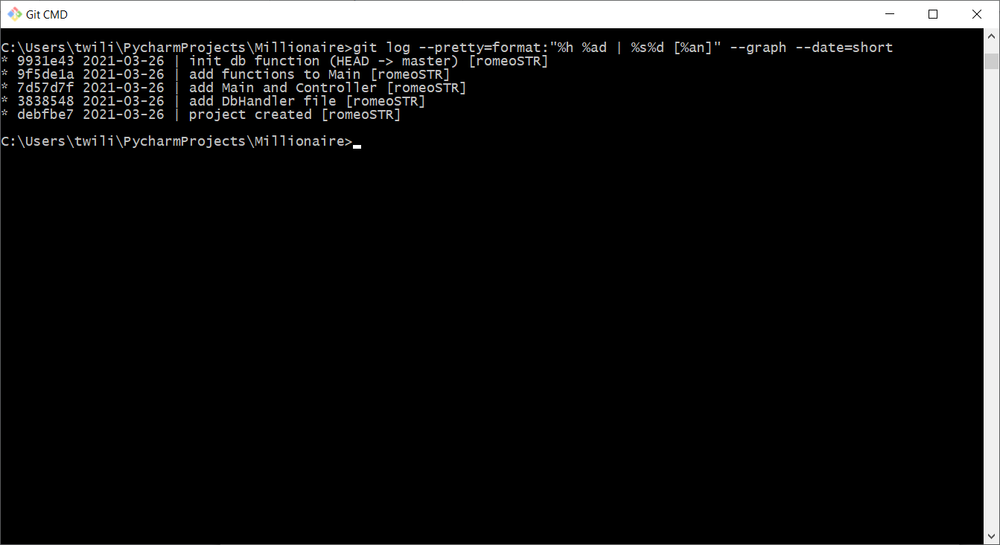 Git CMD
C:\Users\twili\PycharmProjects\Millionaire>git log --pretty=format:"%h %ad | %s%d [%an]" --graph --date=short
* 9931e43 2021-03-26 | init db function (HEAD -> master) [romeoSTR]
* 9f5de1a 2021-03-26 | add functions to Main [romeoSTR]
* 7d57d7f 2021-03-26 | add Main and Controller [romeoSTR]
* 3838548 2021-03-26 | add DbHandler file [romeoSTR]
* debfbe7 2021-03-26 | project created [romeoSTR]
C:\Users\twili\PycharmProjects\Millionaire>